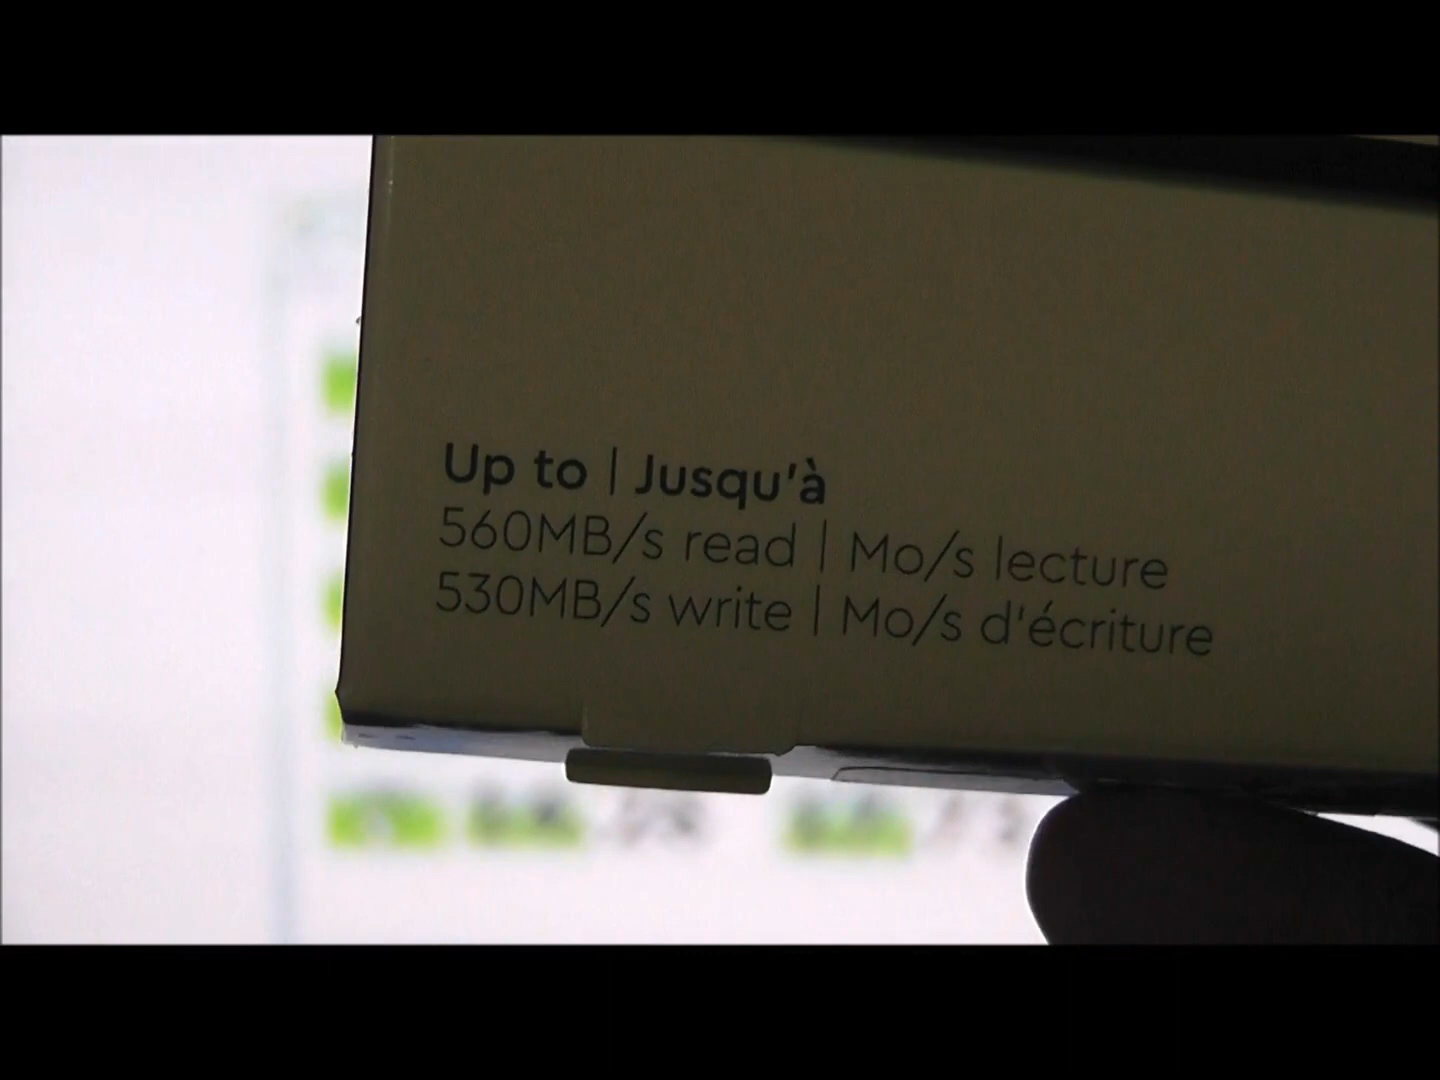 Up to | Jusqu'à
560MB/s read | Mo/s lecture
530MB/s write | Mo/s d'écriture